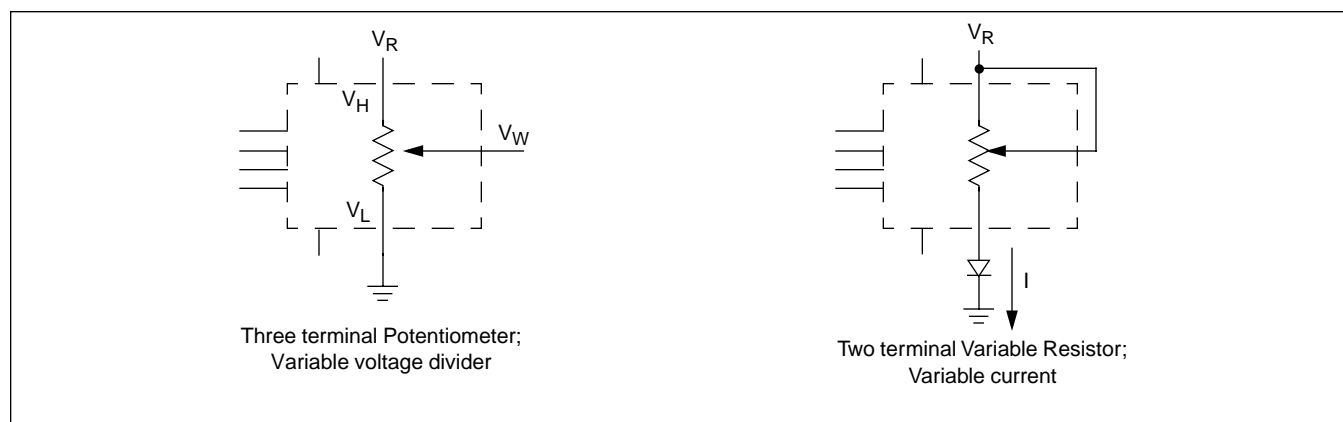 V_R
V_H
V_W
V_L
Three terminal Potentiometer;
Variable voltage divider
V_R
I
Two terminal Variable Resistor;
Variable current